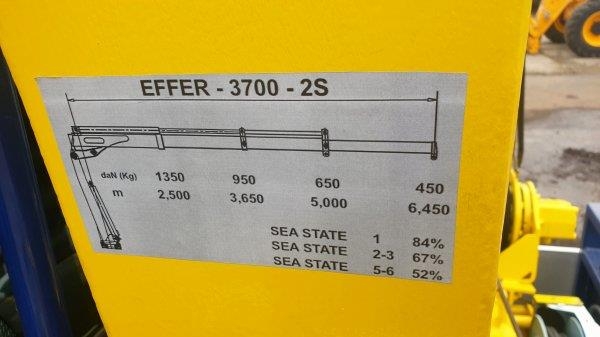 EFFER - 3700 - 2S
daN (Kg) 1350 950 650 450
m 2,500 3,650 5,000 6,450
SEA STATE 1 84%
SEA STATE 2-3 67%
SEA STATE 5-6 52%